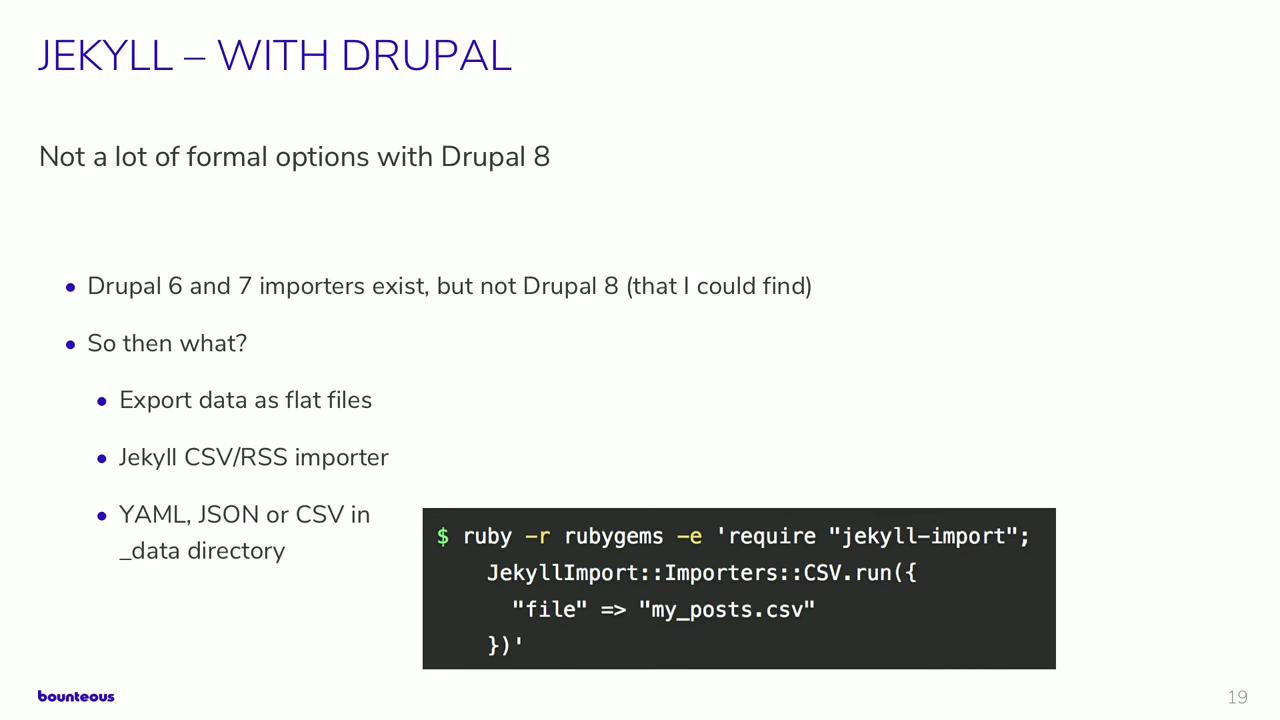 JEKYLL – WITH DRUPAL
Not a lot of formal options with Drupal 8
• Drupal 6 and 7 importers exist, but not Drupal 8 (that I could find)
• So then what?
• Export data as flat files
• Jekyll CSV/RSS importer
• YAML, JSON or CSV in
_data directory
$ ruby -r rubygems -e 'require "jekyll-import";
JekyllImport::Importers::CSV.run({
"file" => "my_posts.csv"
})'
bounteous
19